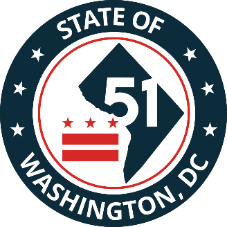 STATE OF
51
WASHINGTON, DC